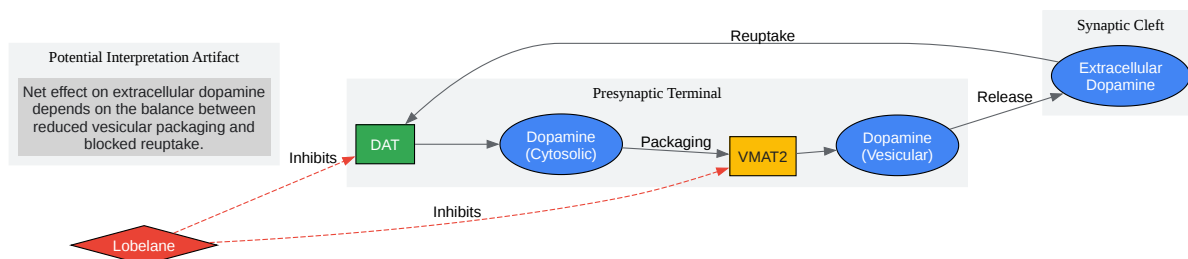 Synaptic Cleft
Reuptake
Potential Interpretation Artifact
Extracellular
Dopamine
Net effect on extracellular dopamine
depends on the balance between
reduced vesicular packaging and
blocked reuptake.
Presynaptic Terminal
Release
DAT
Dopamine
(Cytosolic)
Packaging
VMAT2
Dopamine
(Vesicular)
Inhibits
Inhibits
Lobelane